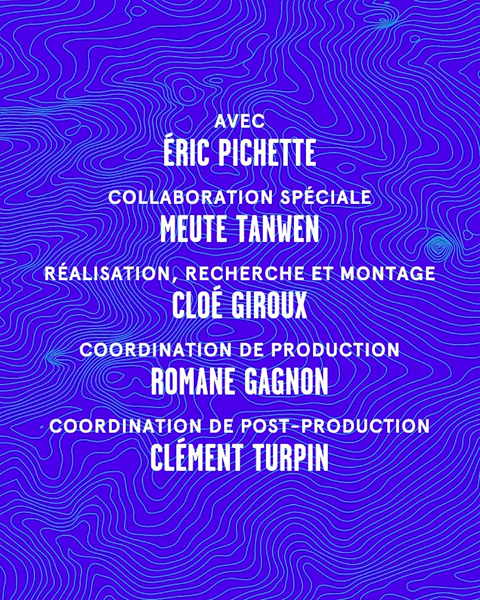 AVEC
ÉRIC PICHETTE
COLLABORATION SPÉCIALE
MEUTE TANWEN
RÉALISATION, RECHERCHE ET MONTAGE
CLOÉ GIROUX
COORDINATION DE PRODUCTION
ROMANE GAGNON
COORDINATION DE POST-PRODUCTION
CLÉMENT TURPIN